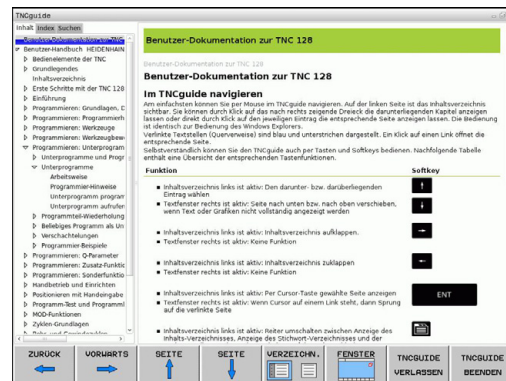 TNCguide
Inhalt Index Suchen
Benutzer-Dokumentation zur TNC
Benutzer-Handbuch HEIDENHAIN
Bedienelemente der TNC
Grundlegendes
Inhaltsverzeichnis
Erste Schritte mit der TNC 128
Einführung
Programmieren: Grundlagen, D
Programmieren: Programmierh
Programmieren: Werkzeuge
Programmieren: Werkzeugbew
Programmieren: Unterprogram
Unterprogramme und Progr
Unterprogramme
Arbeitsweise
Programmier-Hinweise
Unterprogramm program
Unterprogramm aufrufen
Programmteil-Wiederholung
Beliebiges Programm als Un
Verschachtelungen
Programmier-Beispiele
Programmieren: Q-Parameter
Programmieren: Zusatz-Funktio
Programmieren: Sonderfunktio
Handbetrieb und Einrichten
Positionieren mit Handeingabe
Programm-Test und Programml
MOD-Funktionen
Zyklen-Grundlagen
Benutzer-Dokumentation zur TNC 128
Benutzer-Dokumentation zur TNC 128
Benutzer-Dokumentation zur TNC 128
Im TNCguide navigieren
Am einfachsten können Sie per Mouse im TNCguide navigieren. Auf der linken Seite ist das Inhaltsverzeichnis
sichtbar. Sie können durch Klick auf das nach rechts zeigende Dreieck die darunterliegenden Kapitel anzeigen
lassen oder direkt durch Klick auf den jeweiligen Eintrag die entsprechende Seite anzeigen lassen. Die Bedienung
ist identisch zur Bedienung des Windows Explorers.
Verlinkte Textstellen (Querverweise) sind blau und unterstrichen dargestellt. Ein Klick auf einen Link öffnet die
entsprechende Seite.
Selbstverständlich können Sie den TNCguide auch per Tasten und Softkeys bedienen. Nachfolgende Tabelle
enthält eine Übersicht der entsprechenden Tastenfunktionen.
Funktion Softkey
Inhaltsverzeichnis links ist aktiv: Den darunter- bzw. darüberliegenden
Eintrag wählen
Textfenster rechts ist aktiv: Seite nach unten bzw. nach oben verschieben,
wenn Text oder Grafiken nicht vollständig angezeigt werden
Inhaltsverzeichnis links ist aktiv: Inhaltsverzeichnis aufklappen.
Textfenster rechts ist aktiv: Keine Funktion
Inhaltsverzeichnis links ist aktiv: Inhaltsverzeichnis zuklappen
Textfenster rechts ist aktiv: Keine Funktion
Inhaltsverzeichnis links ist aktiv: Per Cursor-Taste gewählte Seite anzeigen
Textfenster rechts ist aktiv: Wenn Cursor auf einem Link steht, dann Sprung
auf die verlinkte Seite
ENT
Inhaltsverzeichnis links ist aktiv: Reiter umschalten zwischen Anzeige des
Inhalts-Verzeichnisses, Anzeige des Stichwort-Verzeichnisses und der
ZURÜCK
VORWÄRTS
SEITE
SEITE
VERZEICHN.
FENSTER
TNCGUIDE
VERLASSEN
TNCGUIDE
BEENDEN